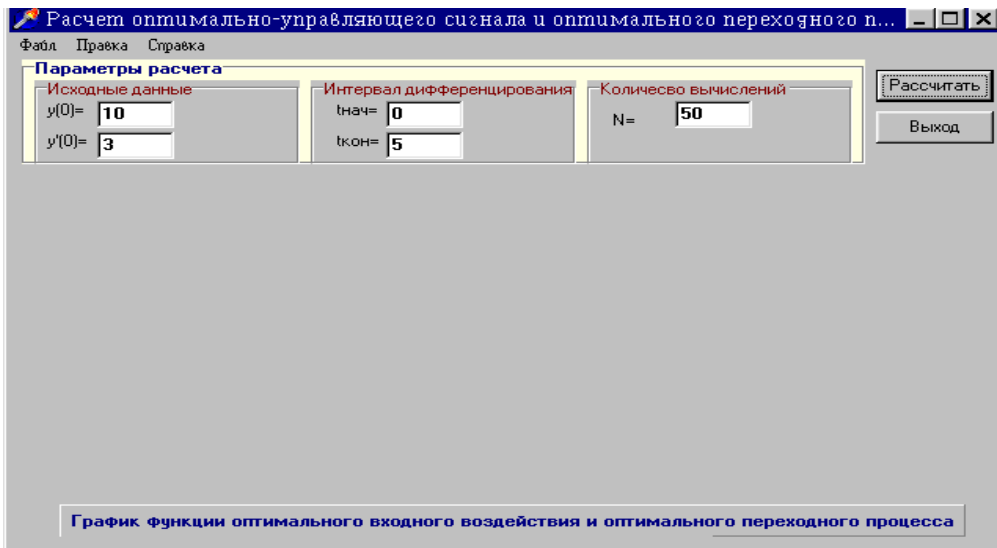 Расчет оптимально-управляющего сигнала и оптимального переходного п...
Файл Правка Справка
Параметры расчета
Исходные данные
y(0)= 10
y'(0)= 3
Интервал дифференцирования
tнач= 0
tкон= 5
Количесво вычислений
N= 50
Рассчитать
Выход
График функции оптимального входного воздействия и оптимального переходного процесса